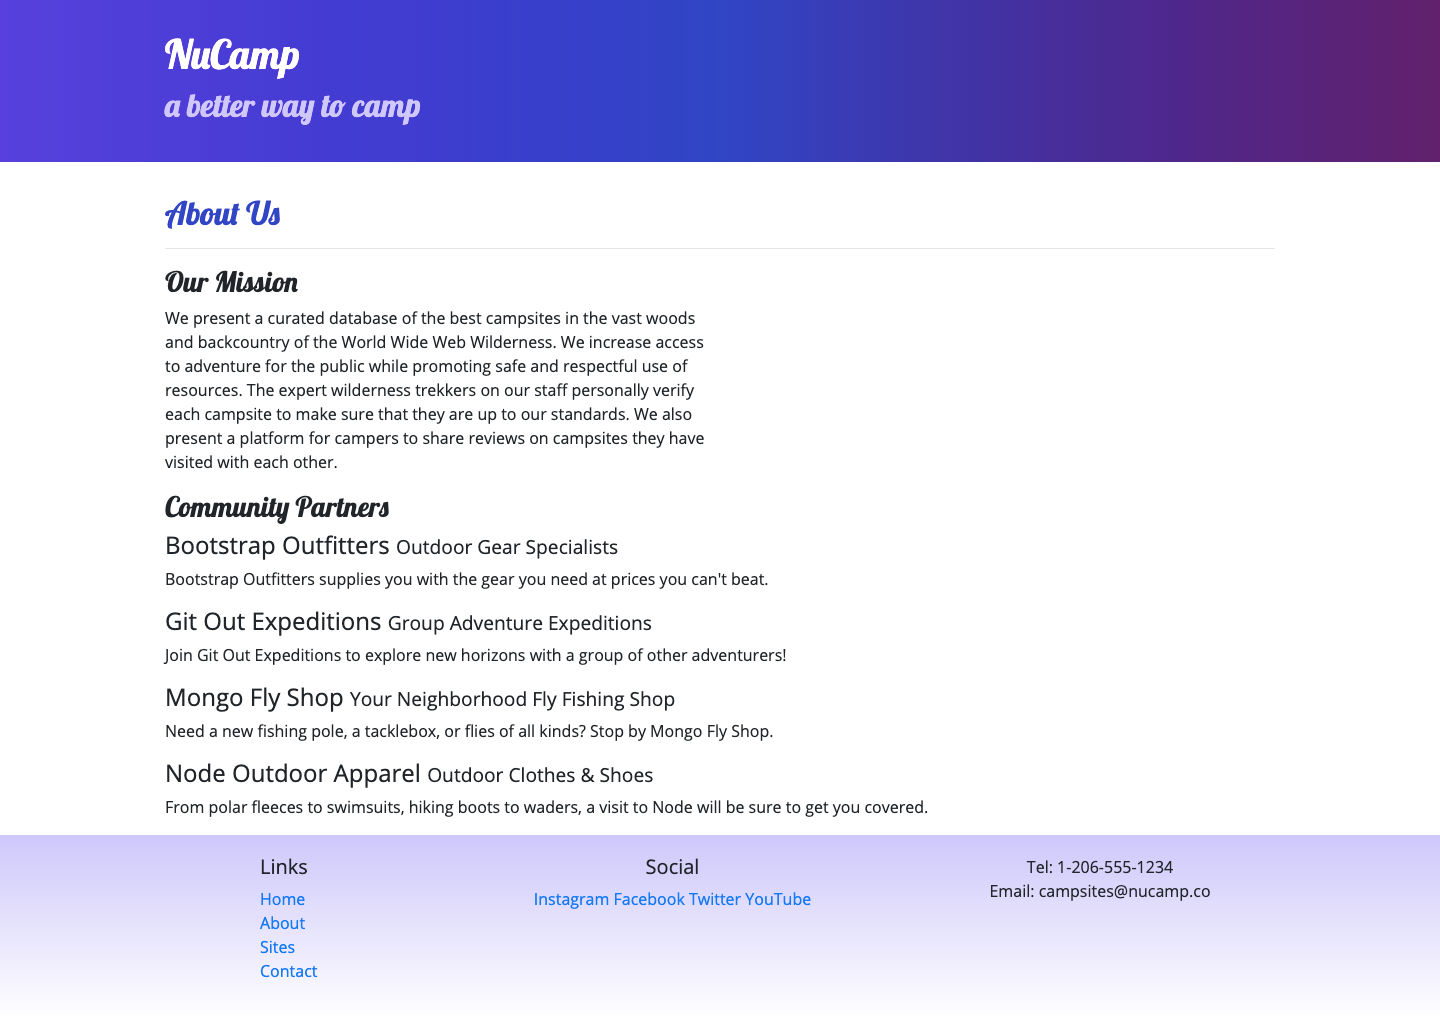 NuCamp
a better way to camp
About Us
Our Mission
We present a curated database of the best campsites in the vast woods
and backcountry of the World Wide Web Wilderness. We increase access
to adventure for the public while promoting safe and respectful use of
resources. The expert wilderness trekkers on our staff personally verify
each campsite to make sure that they are up to our standards. We also
present a platform for campers to share reviews on campsites they have
visited with each other.
Community Partners
Bootstrap Outfitters Outdoor Gear Specialists
Bootstrap Outfitters supplies you with the gear you need at prices you can't beat.
Git Out Expeditions Group Adventure Expeditions
Join Git Out Expeditions to explore new horizons with a group of other adventurers!
Mongo Fly Shop Your Neighborhood Fly Fishing Shop
Need a new fishing pole, a tacklebox, or flies of all kinds? Stop by Mongo Fly Shop.
Node Outdoor Apparel Outdoor Clothes & Shoes
From polar fleeces to swimsuits, hiking boots to waders, a visit to Node will be sure to get you covered.
Links
Home
About
Sites
Contact
Social
Instagram Facebook Twitter YouTube
Tel: 1-206-555-1234
Email: campsites@nucamp.co